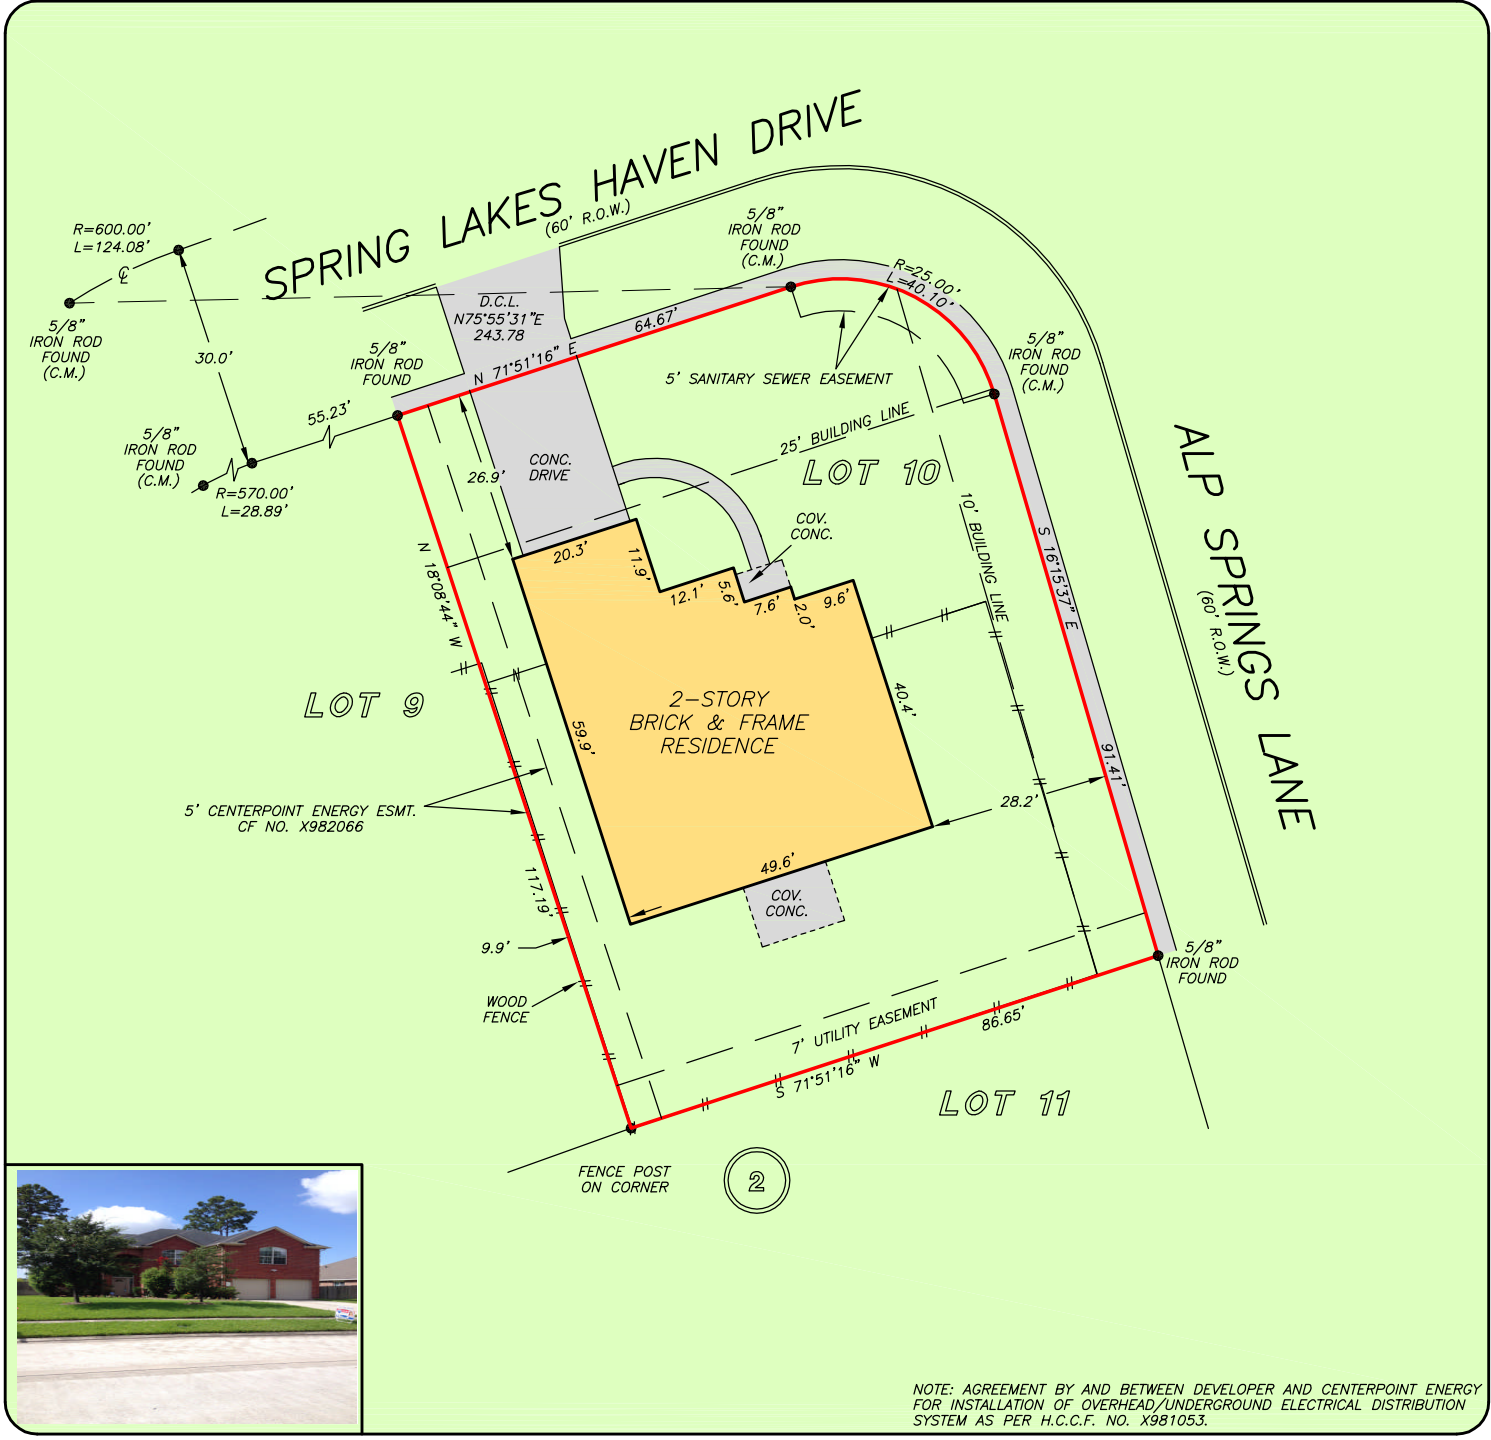 SPRING LAKES HAVEN DRIVE
(60' R.O.W.)
R=600.00'
L=124.08'
℄
5/8"
IRON ROD
FOUND
(C.M.)
30.0'
5/8"
IRON ROD
FOUND
(C.M.)
R=570.00'
L=28.89'
55.23'
5/8"
IRON ROD
FOUND
D.C.L.
N75°55'31"E
243.78
N 71°51'16" E
64.67'
5/8"
IRON ROD
FOUND
(C.M.)
R=25.00'
L=40.10'
5/8"
IRON ROD
FOUND
(C.M.)
5' SANITARY SEWER EASEMENT
25' BUILDING LINE
LOT 10
10' BUILDING LINE
ALP SPRINGS LANE
(60' R.O.W.)
S 16°15'37" E
91.41'
CONC.
DRIVE
26.9'
COV.
CONC.
20.3'
11.9'
12.1'
5.6'
7.6'
2.0'
9.6'
40.4'
N 18°08'44" W
117.19'
LOT 9
59.9'
2-STORY
BRICK & FRAME
RESIDENCE
5' CENTERPOINT ENERGY ESMT.
CF NO. X982066
28.2'
49.6'
COV.
CONC.
9.9'
WOOD
FENCE
5/8"
IRON ROD
FOUND
7' UTILITY EASEMENT
S 71°51'16" W
86.65'
LOT 11
FENCE POST
ON CORNER
2
NOTE: AGREEMENT BY AND BETWEEN DEVELOPER AND CENTERPOINT ENERGY
FOR INSTALLATION OF OVERHEAD/UNDERGROUND ELECTRICAL DISTRIBUTION
SYSTEM AS PER H.C.C.F. NO. X981053.